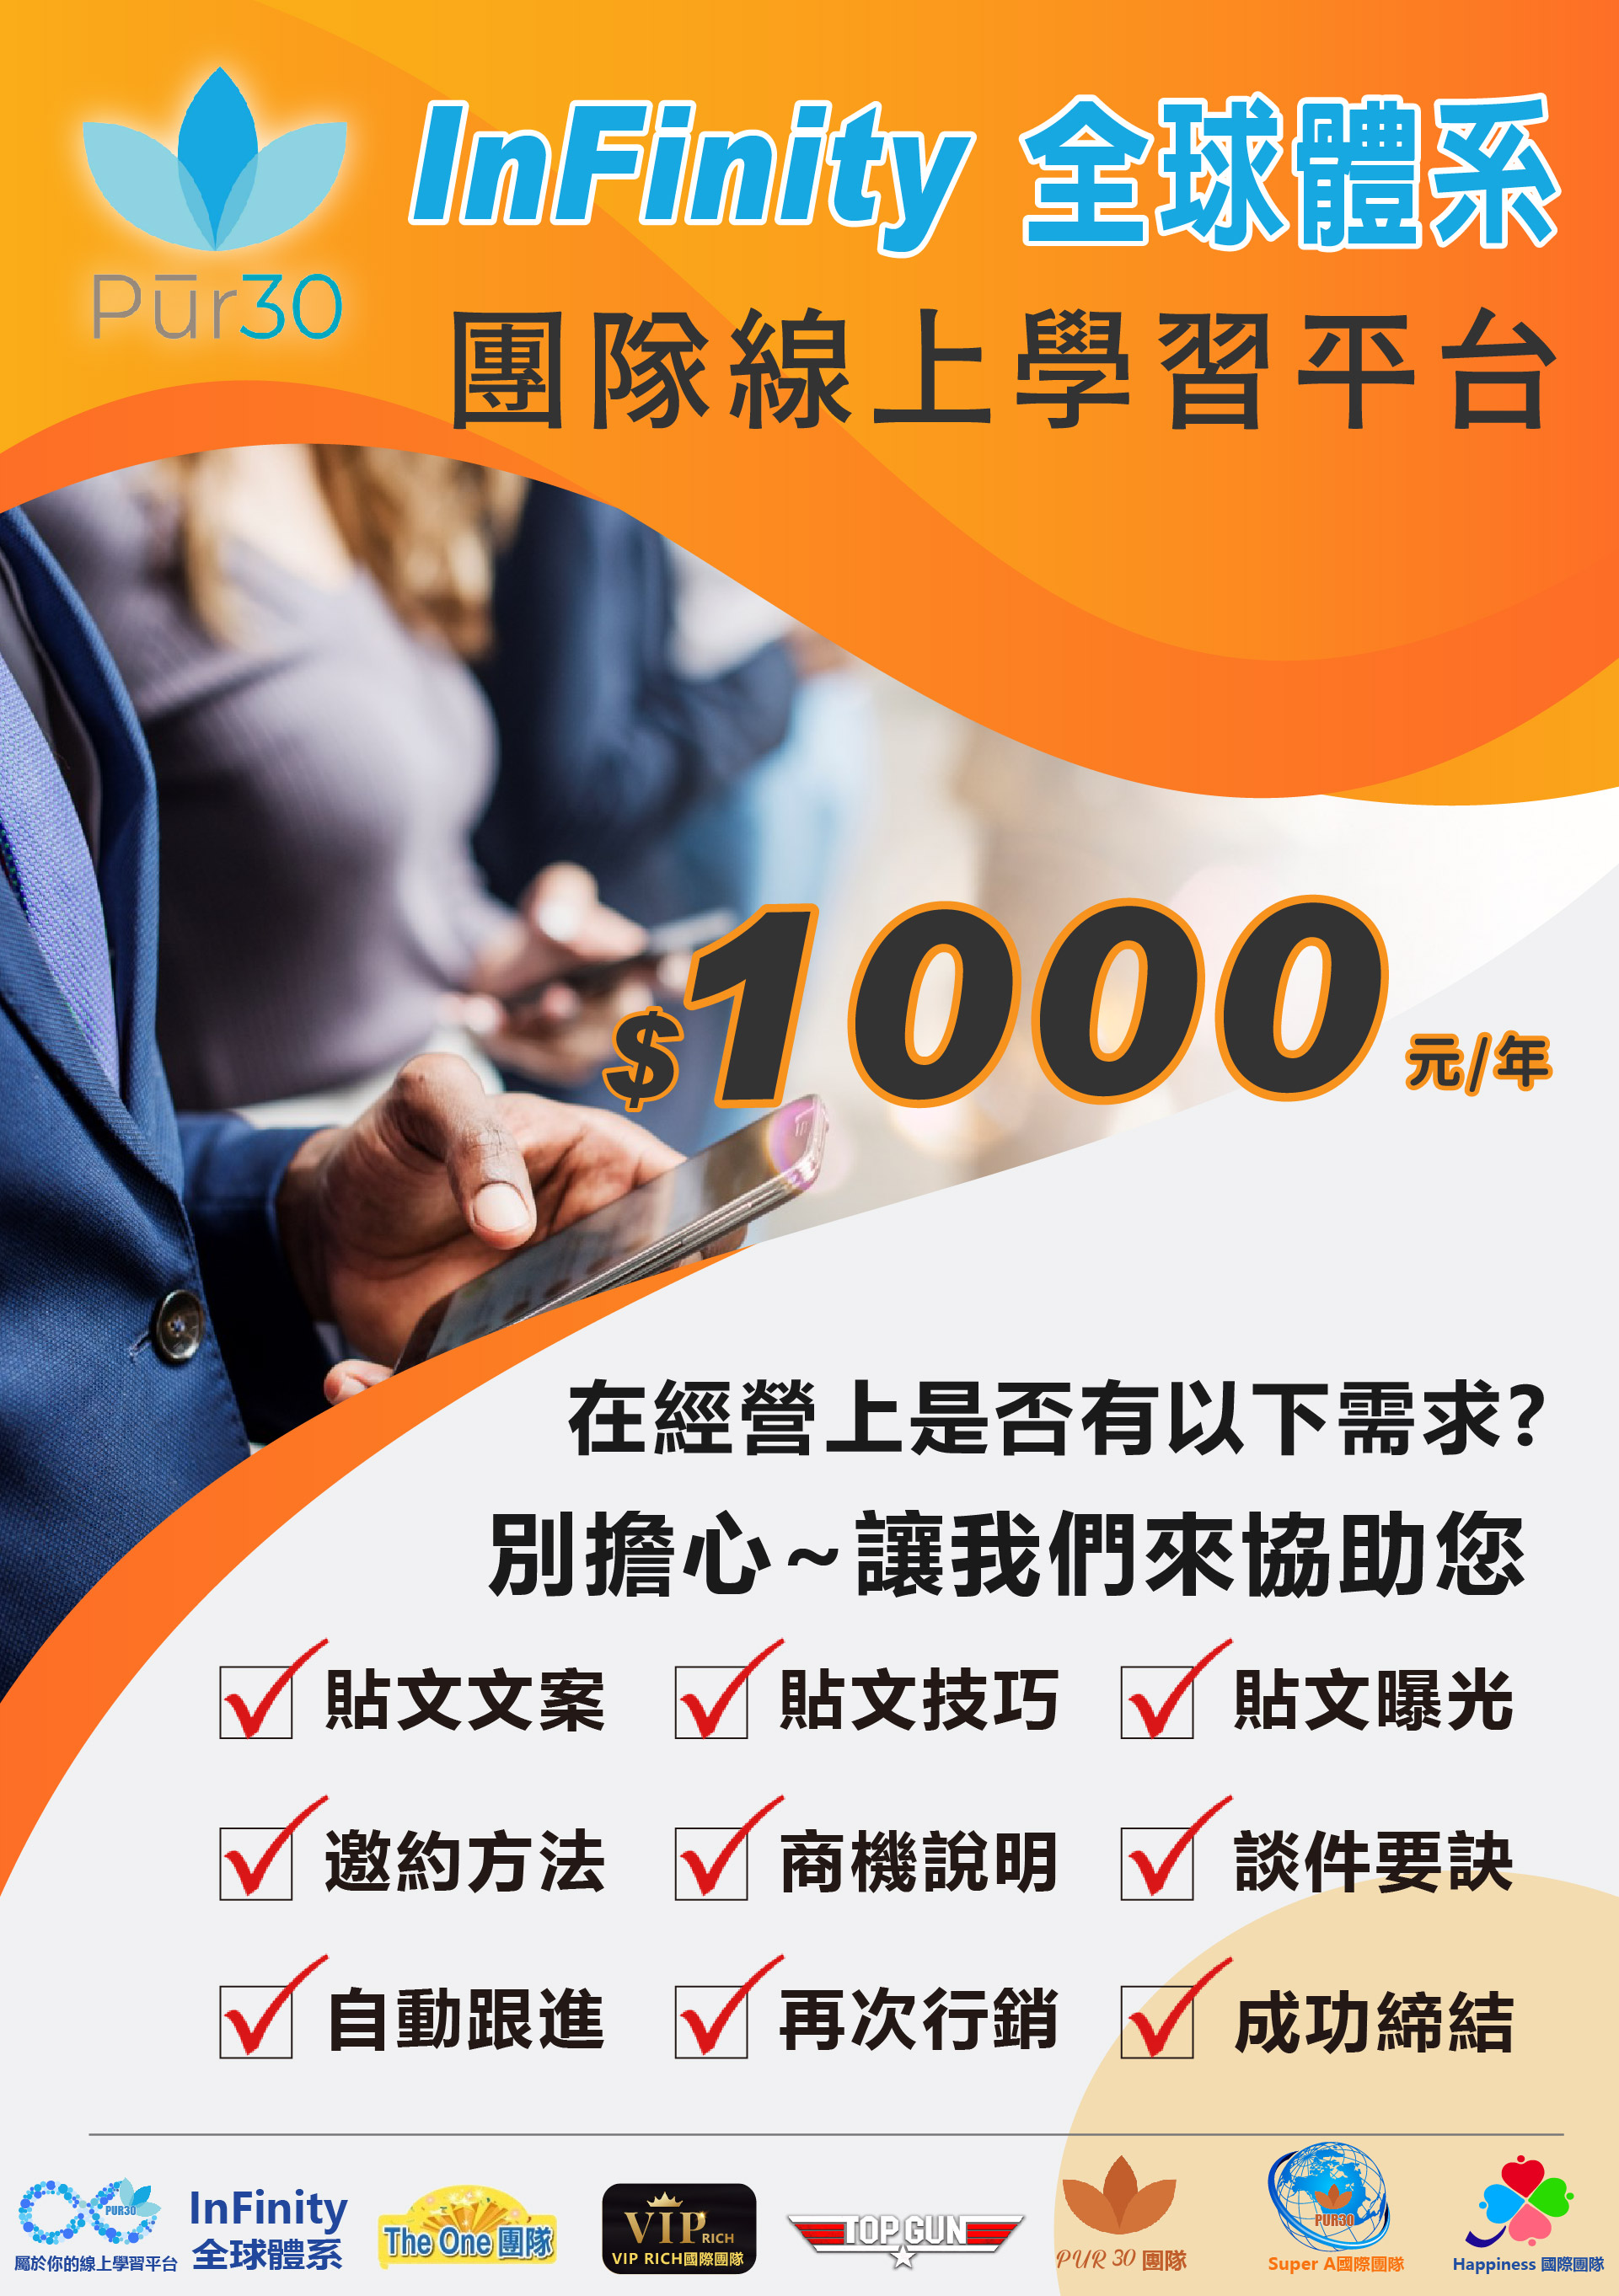 InFinity 全球體系
Pūr30
團隊線上學習平台
$1000元/年
在經營上是否有以下需求?
別擔心~讓我們來協助您
貼文文案 貼文技巧 貼文曝光
邀約方法 商機說明 談件要訣
自動跟進 再次行銷 成功締結
PUR30
屬於你的線上學習平台
InFinity
全球體系
The One 團隊
VIP RICH
VIP RICH國際團隊
TOP GUN
PUR 30 團隊
PUR30
Super A國際團隊
Happiness 國際團隊